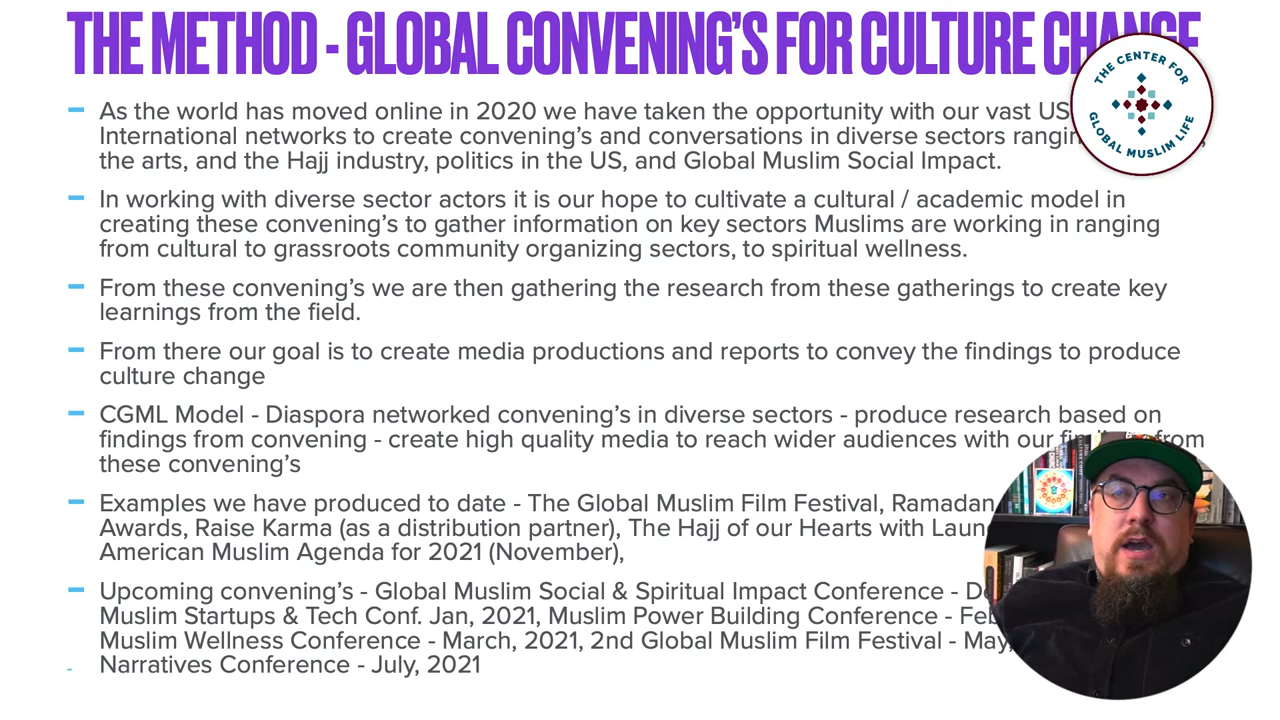 THE METHOD - GLOBAL CONVENING'S FOR CULTURE CHANGE
THE CENTER FOR
GLOBAL MUSLIM LIFE
As the world has moved online in 2020 we have taken the opportunity with our vast US
International networks to create convening's and conversations in diverse sectors
the arts, and the Hajj industry, politics in the US, and Global Muslim Social Impact.
In working with diverse sector actors it is our hope to cultivate a cultural / academic model in
creating these convening's to gather information on key sectors Muslims are working in ranging
from cultural to grassroots community organizing sectors, to spiritual wellness.
From these convening's we are then gathering the research from these gatherings to create key
learnings from the field.
From there our goal is to create media productions and reports to convey the findings to produce
culture change
CGML Model - Diaspora networked convening's in diverse sectors - produce research based on
findings from convening - create high quality media to reach wider audiences with our findings from
these convening's
Examples we have produced to date - The Global Muslim Film Festival, Ramadan
Awards, Raise Karma (as a distribution partner), The Hajj of our Hearts with
American Muslim Agenda for 2021 (November),
Upcoming convening's - Global Muslim Social & Spiritual Impact Conference -
Muslim Startups & Tech Conf. Jan, 2021, Muslim Power Building Conference -
Muslim Wellness Conference - March, 2021, 2nd Global Muslim Film Festival - May,
- Narratives Conference - July, 2021